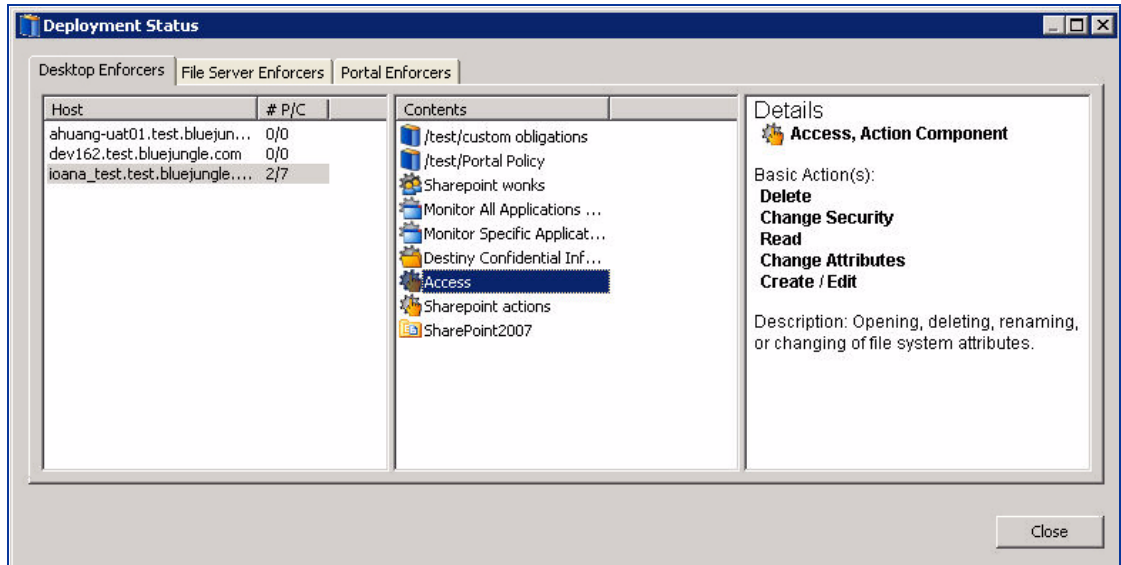 Deployment Status
Desktop Enforcers File Server Enforcers Portal Enforcers
Host # P/C
ahuang-uat01.test.bluejun... 0/0
dev162.test.bluejungle.com 0/0
ioana_test.test.bluejungle.... 2/7
Contents
/test/custom obligations
/test/Portal Policy
Sharepoint wonks
Monitor All Applications ...
Monitor Specific Applicat...
Destiny Confidential Inf...
Access
Sharepoint actions
SharePoint2007
Details
Access, Action Component
Basic Action(s):
Delete
Change Security
Read
Change Attributes
Create / Edit
Description: Opening, deleting, renaming,
or changing of file system attributes.
Close